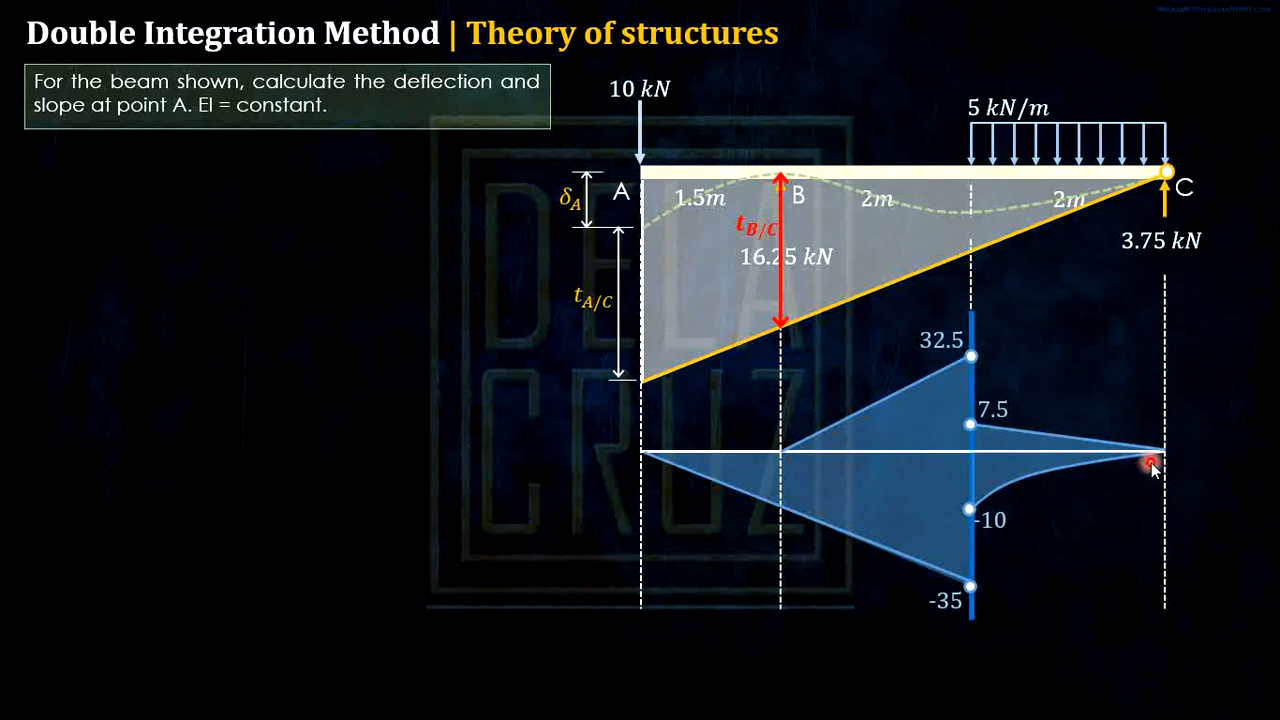 Double Integration Method | Theory of structures
For the beam shown, calculate the deflection and
slope at point A. EI = constant.
10 kN
5 kN/m
δA
A
1.5m
B
2m
2m
C
tB/C
16.25 kN
3.75 kN
tA/C
32.5
7.5
-10
-35
DELA
CRUZ